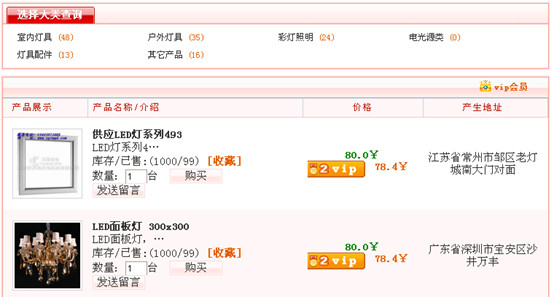 选择大类查询
室内灯具 (48) 户外灯具 (35) 彩灯照明 (24) 电光源类 (0)
灯具配件 (13) 其它产品 (16)
vip会员
产品展示 产品名称/介绍 价格 产生地址
供应LED灯系列493
LED灯系列4…
库存/已售:(1000/99) [收藏]
数量: 1 台 购买
发送留言
80.0¥
2 vip 78.4¥
江苏省常州市邹区老灯
城南大门对面
LED面板灯 300x300
LED面板灯, …
库存/已售:(1000/99) [收藏]
数量: 1 台 购买
发送留言
80.0¥
2 vip 78.4¥
广东省深圳市宝安区沙
井万丰